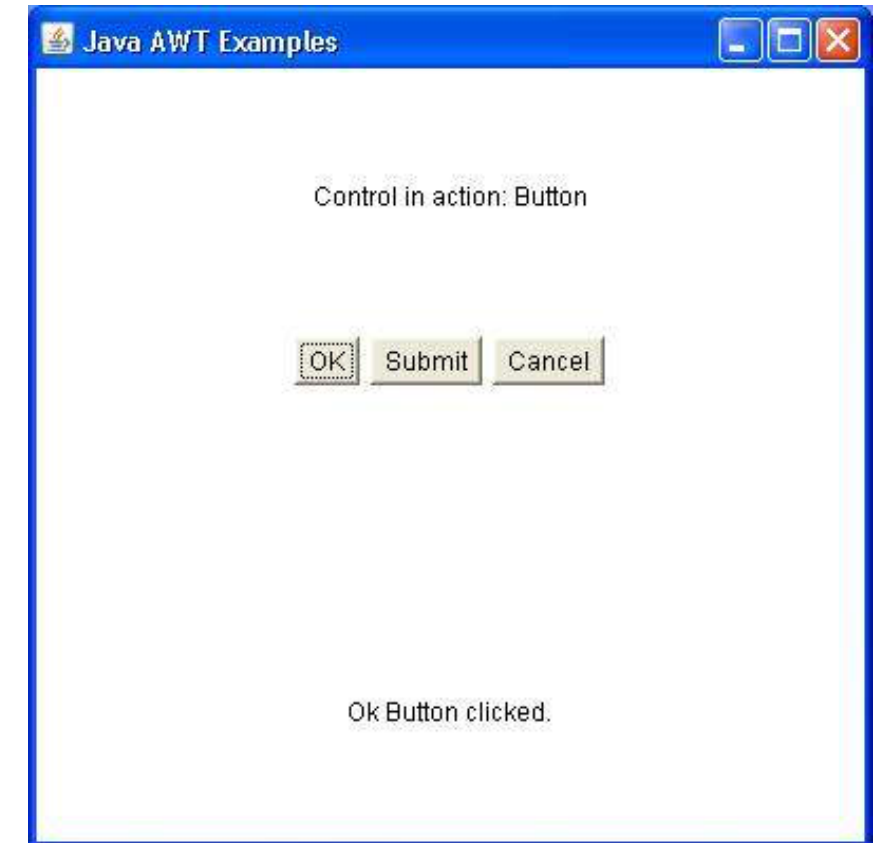 Java AWT Examples
Control in action: Button
OK Submit Cancel
Ok Button clicked.